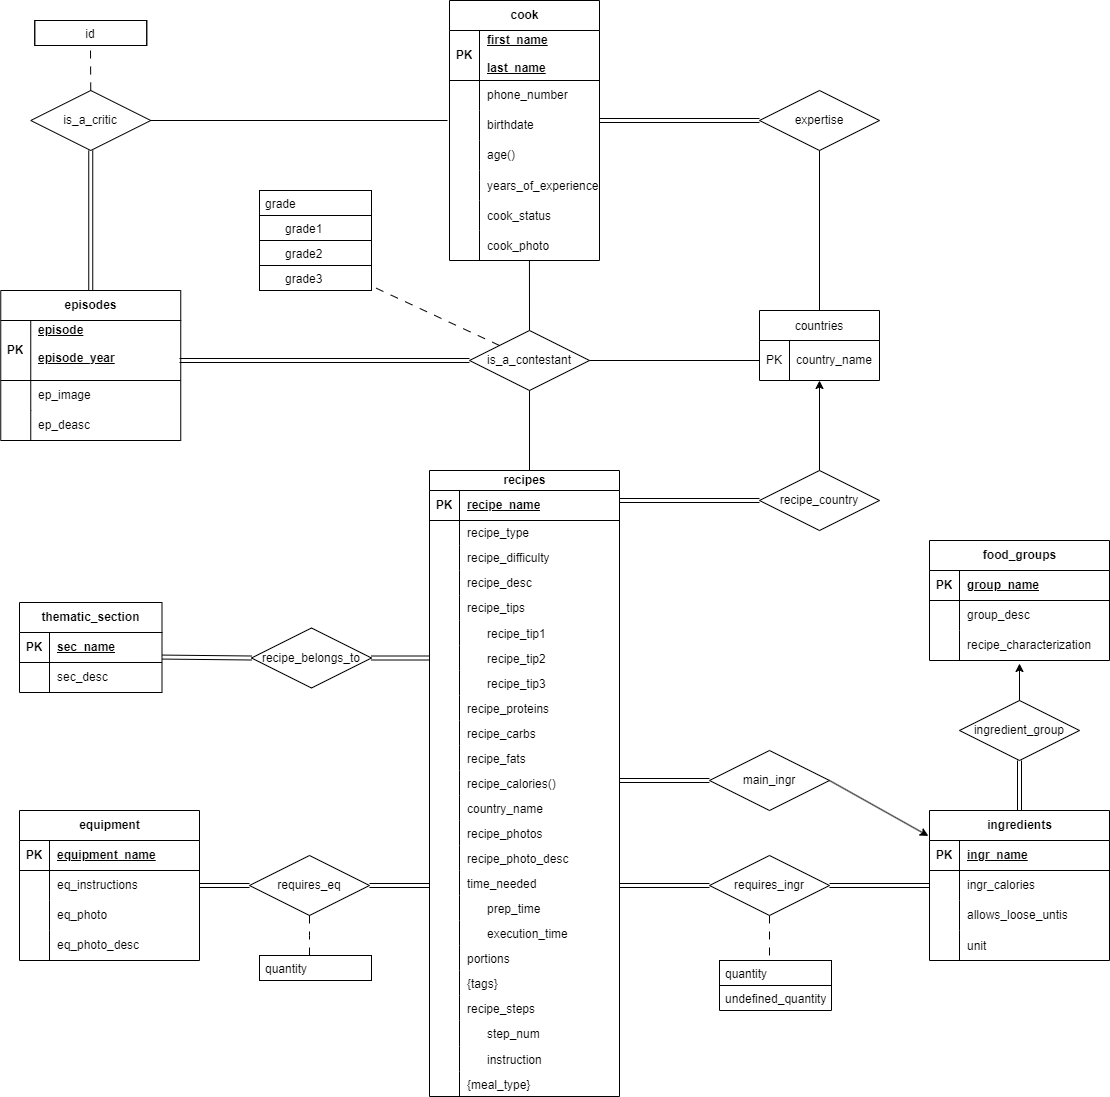 id
is_a_critic
cook
PK
first_name
last_name
phone_number
birthdate
age()
years_of_experience
cook_status
cook_photo
expertise
grade
grade1
grade2
grade3
episodes
PK
episode
episode_year
ep_image
ep_deasc
is_a_contestant
countries
PK
country_name
recipe_country
recipes
PK
recipe_name
recipe_type
recipe_difficulty
recipe_desc
recipe_tips
recipe_tip1
recipe_tip2
recipe_tip3
recipe_proteins
recipe_carbs
recipe_fats
recipe_calories()
country_name
recipe_photos
recipe_photo_desc
time_needed
prep_time
execution_time
portions
{tags}
recipe_steps
step_num
instruction
{meal_type}
thematic_section
PK
sec_name
sec_desc
recipe_belongs_to
equipment
PK
equipment_name
eq_instructions
eq_photo
eq_photo_desc
requires_eq
quantity
food_groups
PK
group_name
group_desc
recipe_characterization
ingredient_group
main_ingr
requires_ingr
quantity
undefined_quantity
ingredients
PK
ingr_name
ingr_calories
allows_loose_untis
unit